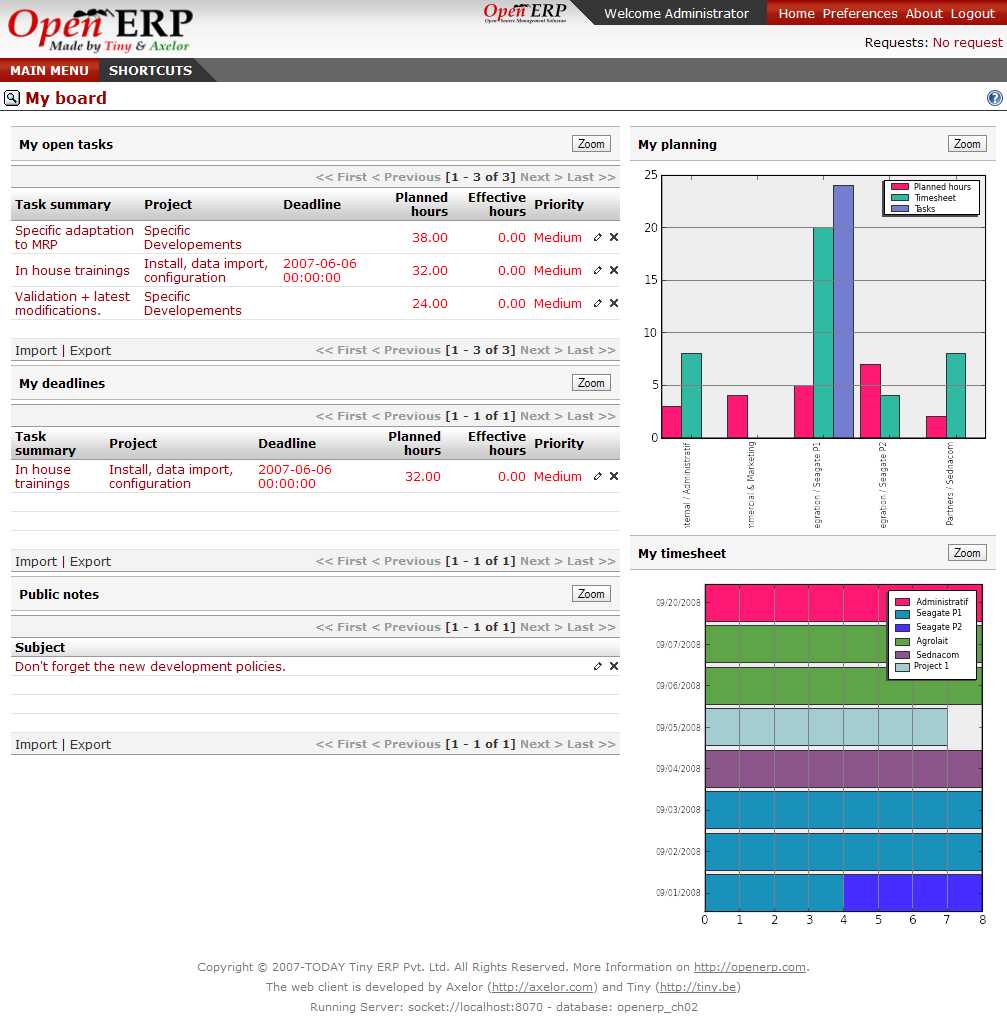 Open ERP
Made by Tiny & Axelor
Open ERP
Open Source Management Solution
Welcome Administrator
Home Preferences About Logout
Requests: No request
MAIN MENU SHORTCUTS
My board
?
My open tasks Zoom
<< First < Previous [1 - 3 of 3] Next > Last >>
Task summary Project Deadline Planned hours Effective hours Priority
Specific adaptation to MRP Specific Developements 38.00 0.00 Medium
In house trainings Install, data import, configuration 2007-06-06 00:00:00 32.00 0.00 Medium
Validation + latest modifications. Specific Developements 24.00 0.00 Medium
Import | Export << First < Previous [1 - 3 of 3] Next > Last >>
My deadlines Zoom
<< First < Previous [1 - 1 of 1] Next > Last >>
Task summary Project Deadline Planned hours Effective hours Priority
In house trainings Install, data import, configuration 2007-06-06 00:00:00 32.00 0.00 Medium
Import | Export << First < Previous [1 - 1 of 1] Next > Last >>
Public notes Zoom
<< First < Previous [1 - 1 of 1] Next > Last >>
Subject
Don't forget the new development policies.
Import | Export << First < Previous [1 - 1 of 1] Next > Last >>
My planning Zoom
25
20
15
10
5
0
Planned hours
Timesheet
Tasks
ternal / Administratif
mmercial & Marketing
egration / Seagate P1
egration / Seagate P2
Partners / Sednacom
My timesheet Zoom
09/20/2008
09/07/2008
09/06/2008
09/05/2008
09/04/2008
09/03/2008
09/02/2008
09/01/2008
Administratif
Seagate P1
Seagate P2
Agrolait
Sednacom
Project 1
0 1 2 3 4 5 6 7 8
Copyright © 2007-TODAY Tiny ERP Pvt. Ltd. All Rights Reserved. More Information on http://openerp.com.
The web client is developed by Axelor (http://axelor.com) and Tiny (http://tiny.be)
Running Server: socket://localhost:8070 - database: openerp_ch02